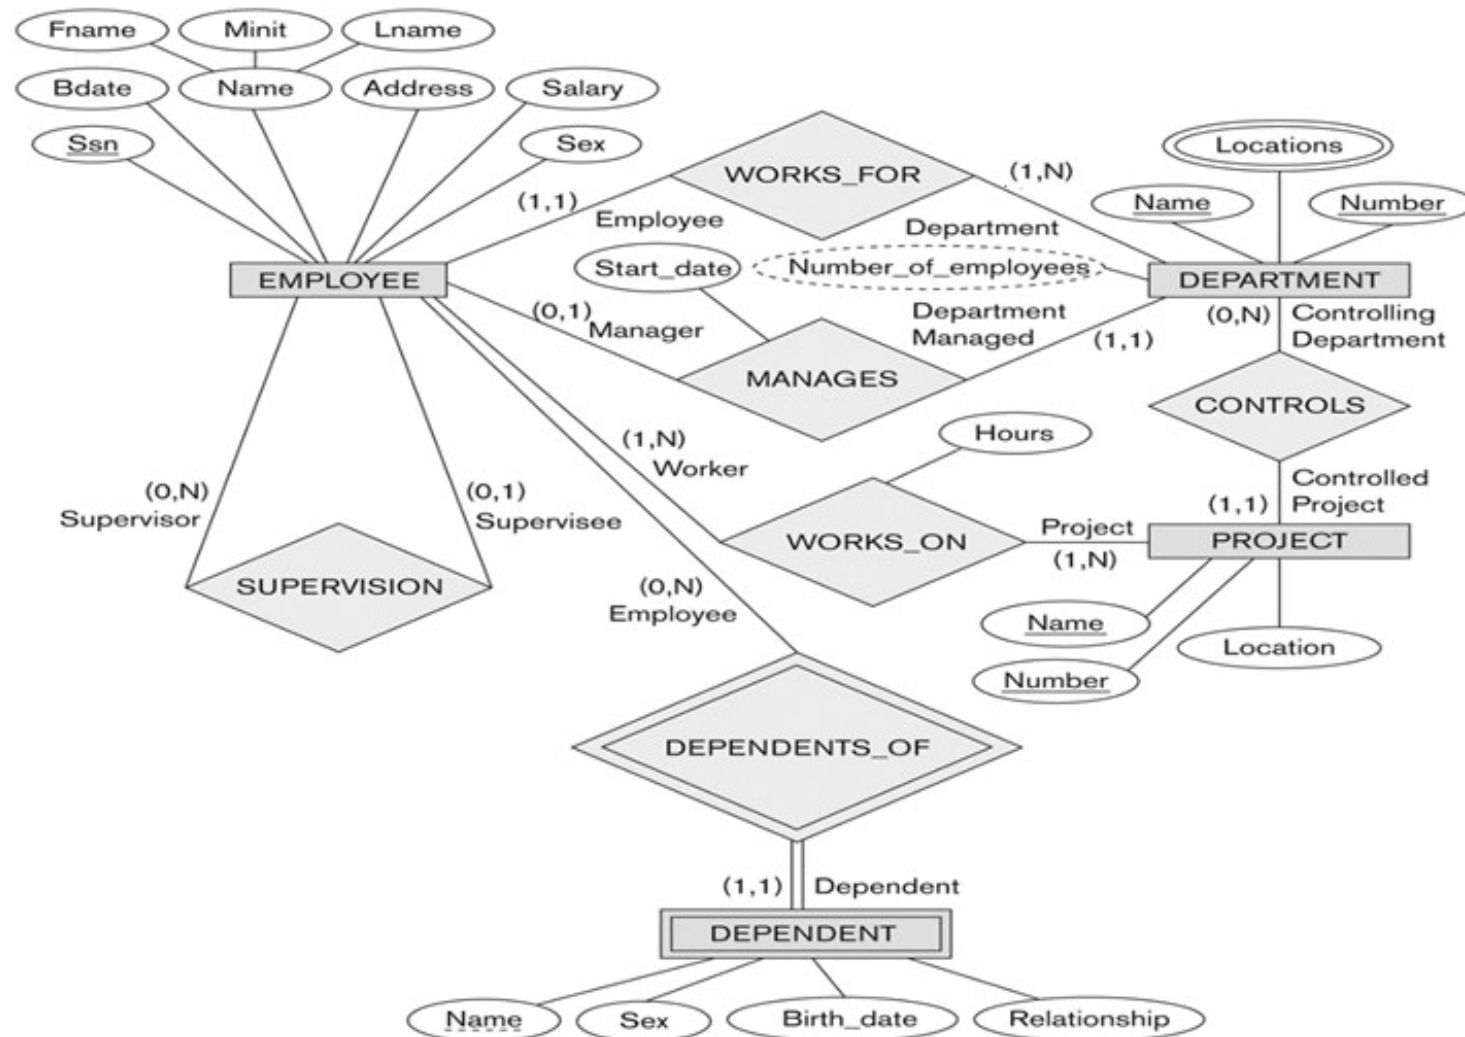 Fname Minit Lname
Bdate Name Address Salary
Ssn Sex
WORKS_FOR
Locations
Name Number
(1,1)
Employee
(1,N)
Department
EMPLOYEE
Start_date
Number_of_employees
DEPARTMENT
(0,1)
Manager
Department
Managed
(1,1)
MANAGES
(0,N)
Controlling
Department
CONTROLS
Hours
(1,N)
Worker
(0,N)
Supervisor
(0,1)
Supervisee
SUPERVISION
WORKS_ON
Project
(1,N)
Controlled
Project
(1,1)
PROJECT
(0,N)
Employee
Name
Number
Location
DEPENDENTS_OF
(1,1) Dependent
DEPENDENT
Name Sex Birth_date Relationship